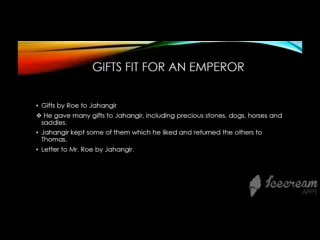 GIFTS FIT FOR AN EMPEROR
• Gifts by Roe to Jahangir
❖ He gave many gifts to Jahangir, including precious stones, dogs, horses and
saddles.
• Jahangir kept some of them which he liked and returned the others to
Thomas.
• Letter to Mr. Roe by Jahangir.
Icecream
APPS